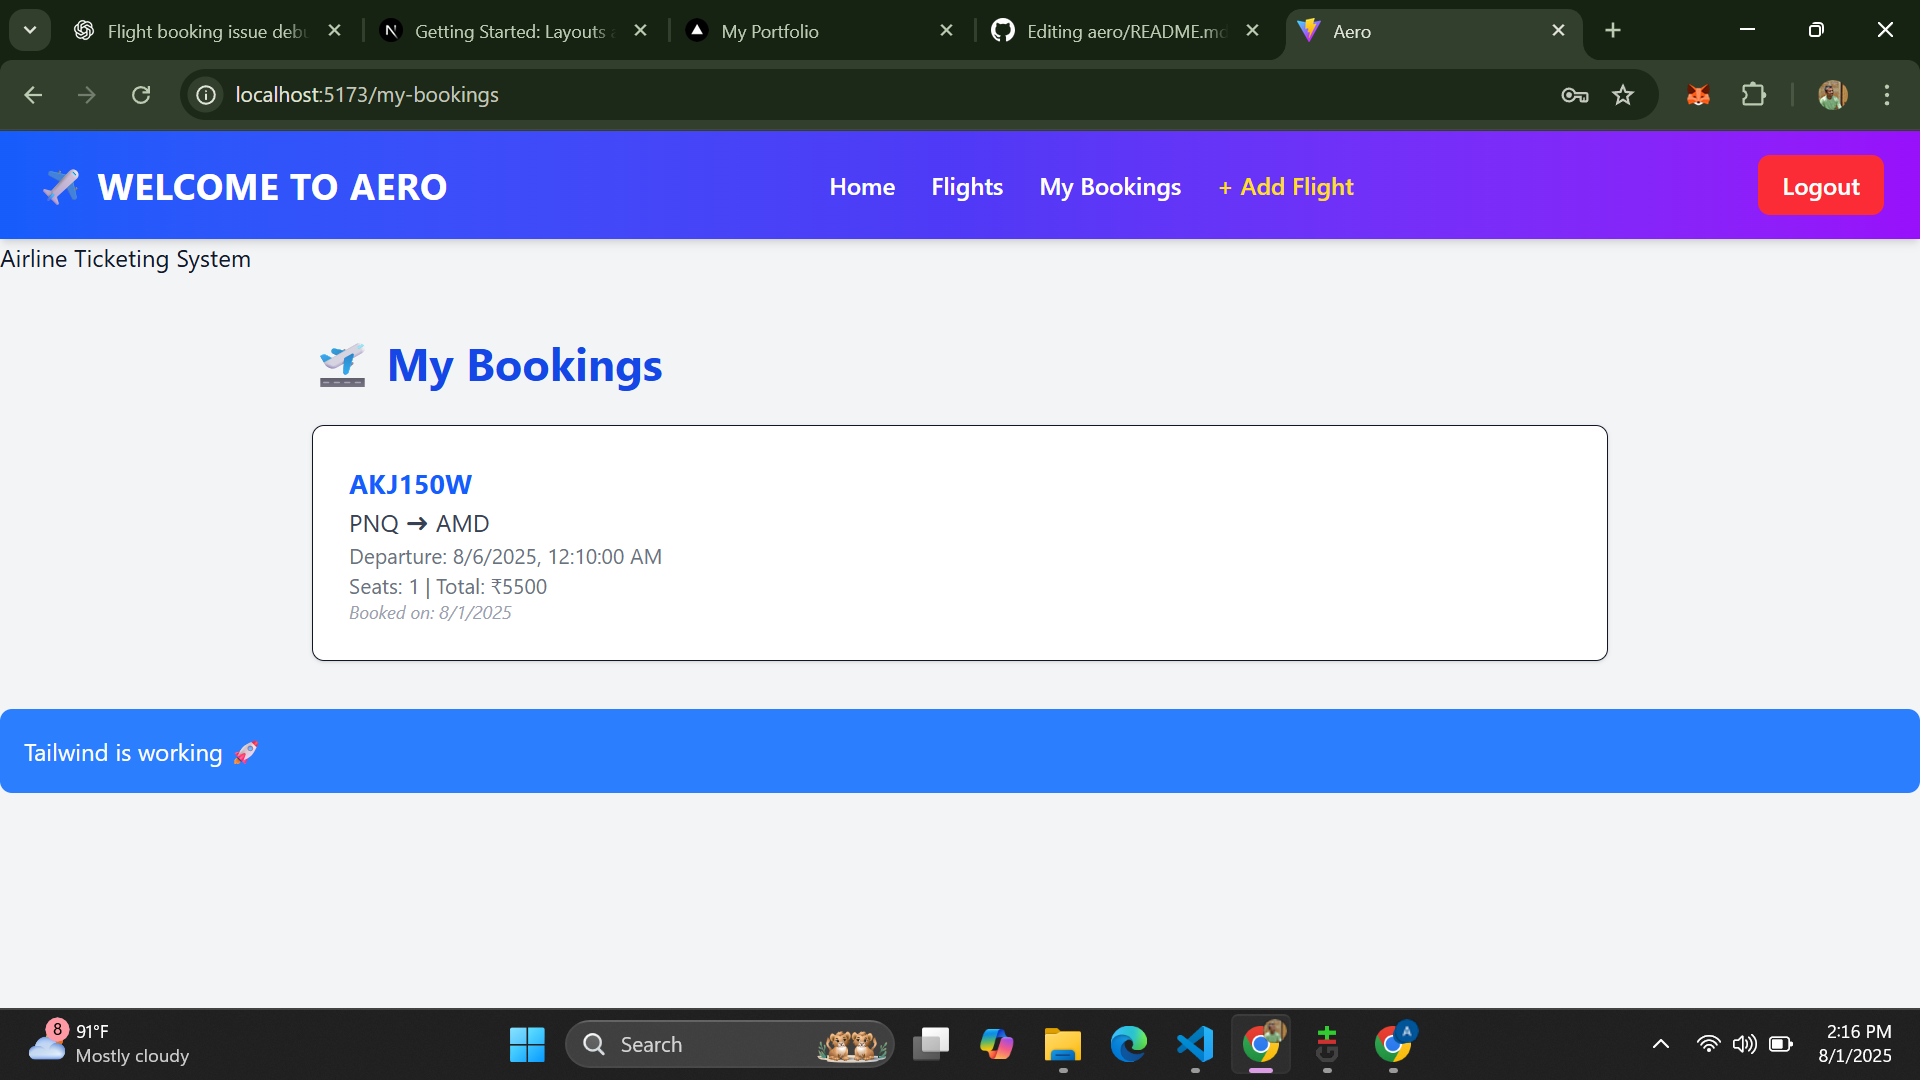 Flight booking issue debu
Getting Started: Layouts a
My Portfolio
Editing aero/README.md
Aero
localhost:5173/my-bookings
✈️ WELCOME TO AERO
Home
Flights
My Bookings
+ Add Flight
Logout
Airline Ticketing System
🛫 My Bookings
AKJ150W
PNQ → AMD
Departure: 8/6/2025, 12:10:00 AM
Seats: 1 | Total: ₹5500
Booked on: 8/1/2025
Tailwind is working 🚀
8
91°F
Mostly cloudy
Search
A
2:16 PM
8/1/2025